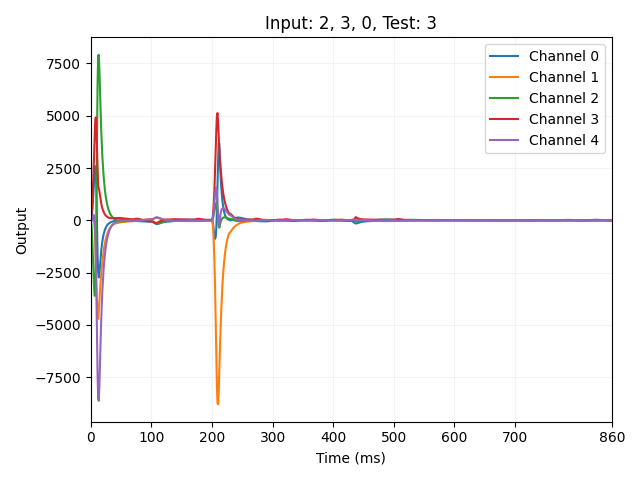 Input: 2, 3, 0, Test: 3
7500
5000
2500
0
−2500
−5000
−7500
Output
Channel 0
Channel 1
Channel 2
Channel 3
Channel 4
0 100 200 300 400 500 600 700 860
Time (ms)